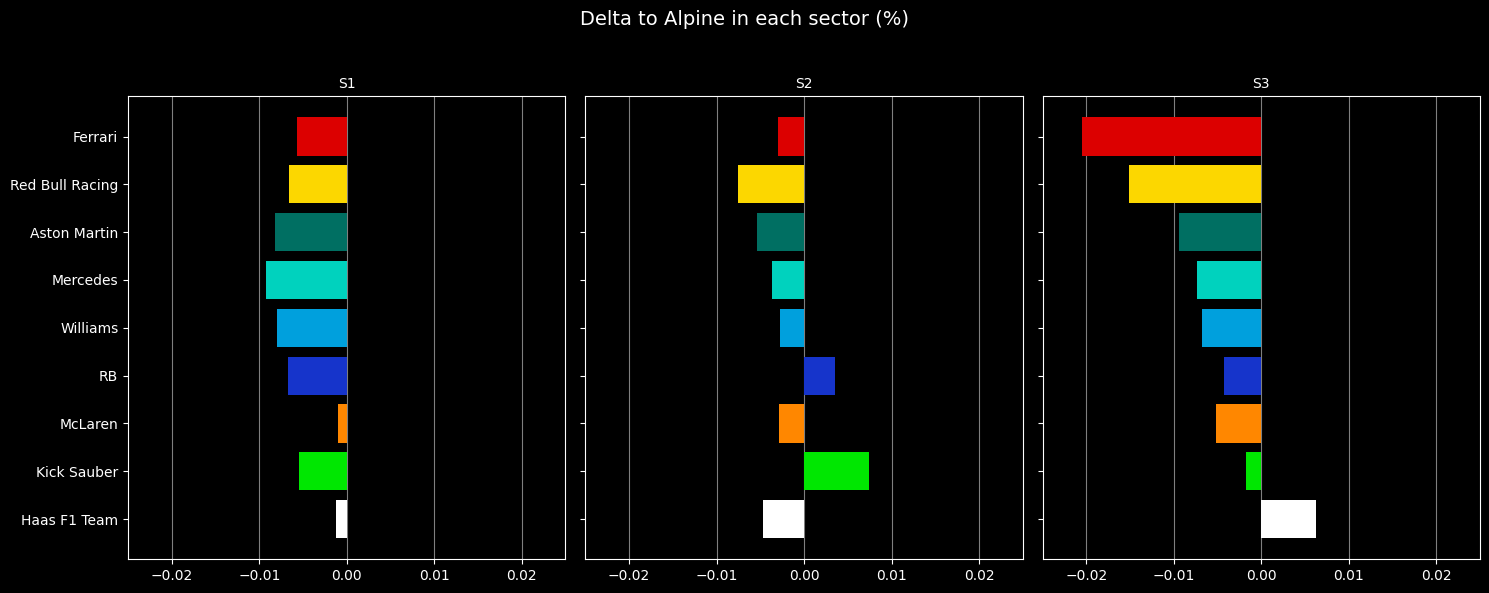 Delta to Alpine in each sector (%)
S1
S2
S3
Ferrari
Red Bull Racing
Aston Martin
Mercedes
Williams
RB
McLaren
Kick Sauber
Haas F1 Team
−0.02 −0.01 0.00 0.01 0.02
−0.02 −0.01 0.00 0.01 0.02
−0.02 −0.01 0.00 0.01 0.02